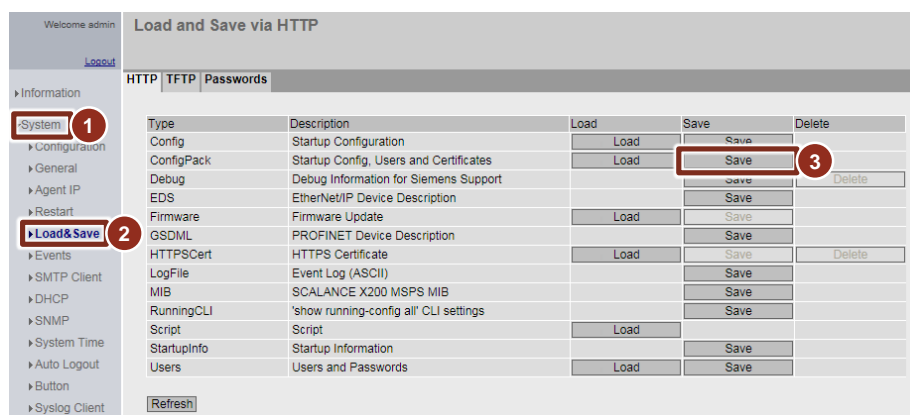 Welcome admin
Load and Save via HTTP
Logout
HTTP TFTP Passwords
Information
System 1
Configuration
General
Agent IP
Restart
Load&Save 2
Events
SMTP Client
DHCP
SNMP
System Time
Auto Logout
Button
Syslog Client
Type Description Load Save Delete
Config Startup Configuration Load Save
ConfigPack Startup Config, Users and Certificates Load Save 3
Debug Debug Information for Siemens Support Save Delete
EDS EtherNet/IP Device Description Save
Firmware Firmware Update Load Save
GSDML PROFINET Device Description Save
HTTPSCert HTTPS Certificate Load Save Delete
LogFile Event Log (ASCII) Save
MIB SCALANCE X200 MSPS MIB Save
RunningCLI 'show running-config all' CLI settings Save
Script Script Load
StartupInfo Startup Information Save
Users Users and Passwords Load Save
Refresh